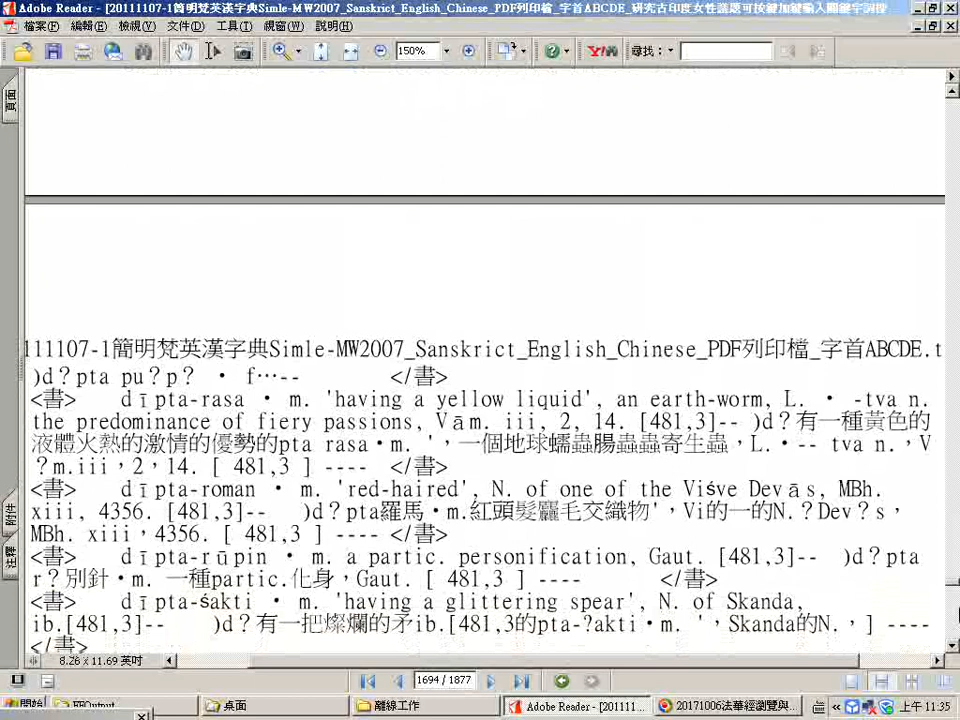 Adobe Reader - [20111107-1簡明梵英漢字典Simle-MW2007_Sanskrict_English_Chinese_PDF列印檔_字首ABCDE_研究古印度女性議題可按鍵加鍵輸入關鍵字詞搜
檔案(F) 編輯(E) 檢視(V) 文件(D) 工具(T) 視窗(W) 說明(H)
150% Y! 尋找:
頁面
111107-1簡明梵英漢字典Simle-MW2007_Sanskrict_English_Chinese_PDF列印檔_字首ABCDE.t
)d?pta pu?p? • f…-- </書>
<書> dīpta-rasa • m. 'having a yellow liquid', an earth-worm, L. • -tva n.
the predominance of fiery passions, Vām. iii, 2, 14. [481,3]-- )d?有一種黃色的
液體火熱的激情的優勢的pta rasa•m. '，一個地球蠕蟲腸蟲蟲寄生蟲，L.•-- tva n.，V
?m.iii，2，14. [ 481,3 ] ---- </書>
<書> dīpta-roman • m. 'red-haired', N. of one of the Viśve Devās, MBh.
xiii, 4356. [481,3]-- )d?pta羅馬•m.紅頭髮龗毛交織物'，Vi的一的N.?Dev?s，
MBh. xiii，4356. [ 481,3 ] ---- </書>
<書> dīpta-rūpin • m. a partic. personification, Gaut. [481,3]-- )d?pta
r?別針•m. 一種partic.化身，Gaut. [ 481,3 ] ---- </書>
<書> dīpta-śakti • m. 'having a glittering spear', N. of Skanda,
ib.[481,3]-- )d?有一把燦爛的矛ib.[481,3的pta-?akti•m. '，Skanda的N.，] ----
</書>
附件
注釋
8.26 x 11.69 英吋
1694 / 1877
開始 FFOutput 桌面 離線工作 Adobe Reader - [2011... 20171006法華經瀏覽與... 上午 11:35